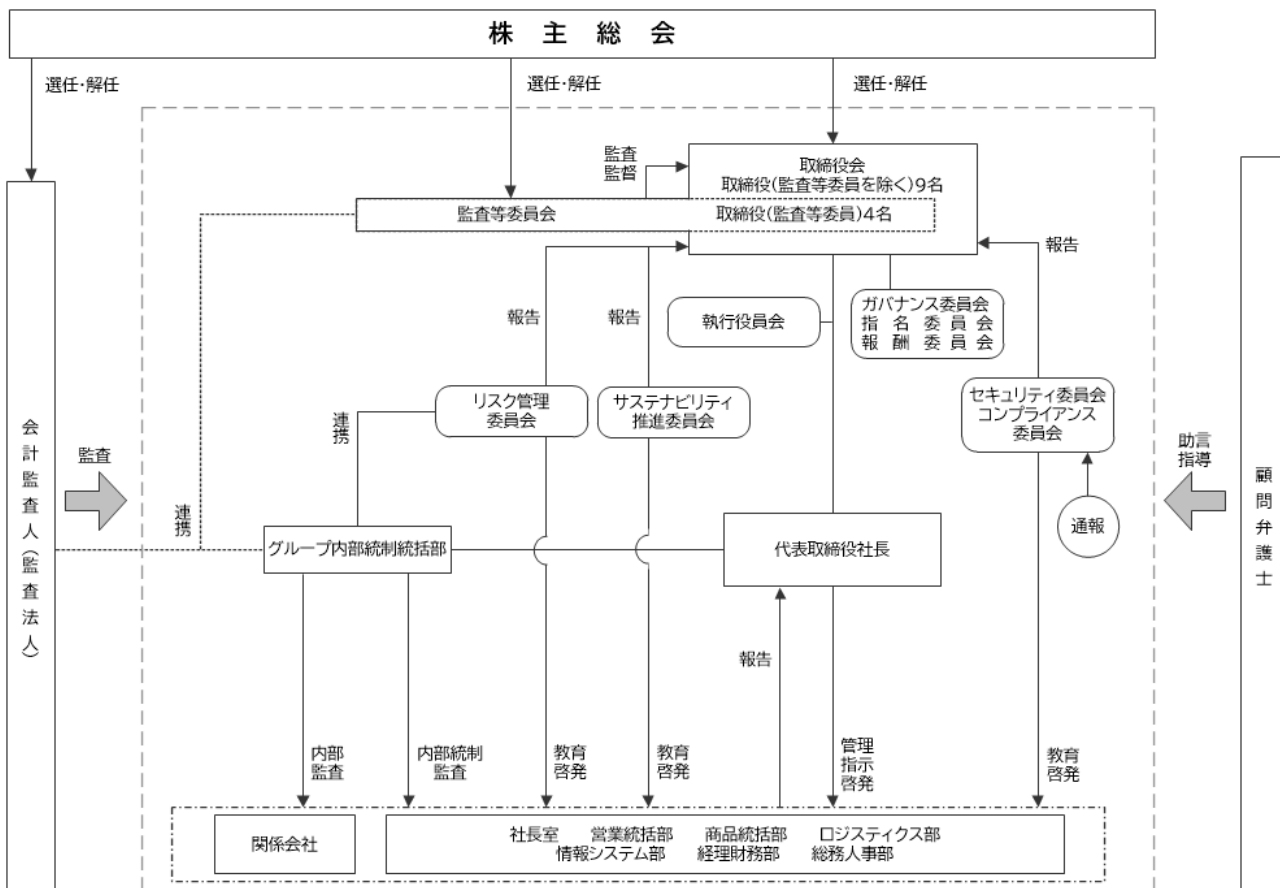 株主総会
選任・解任
選任・解任
選任・解任
監査
監督
取締役会
取締役(監査等委員を除く)9名
監査等委員会
取締役(監査等委員)4名
報告
報告
報告
執行役員会
ガバナンス委員会
指名委員会
報酬委員会
リスク管理
委員会
サステナビリティ
推進委員会
セキュリティ委員会
コンプライアンス
委員会
連携
会計監査人(監査法人)
監査
連携
助言
指導
顧問弁護士
通報
グループ内部統制統括部
代表取締役社長
報告
内部
監査
内部統制
監査
教育
啓発
教育
啓発
管理
指示
啓発
教育
啓発
関係会社
社長室 営業統括部 商品統括部 ロジスティクス部
情報システム部 経理財務部 総務人事部